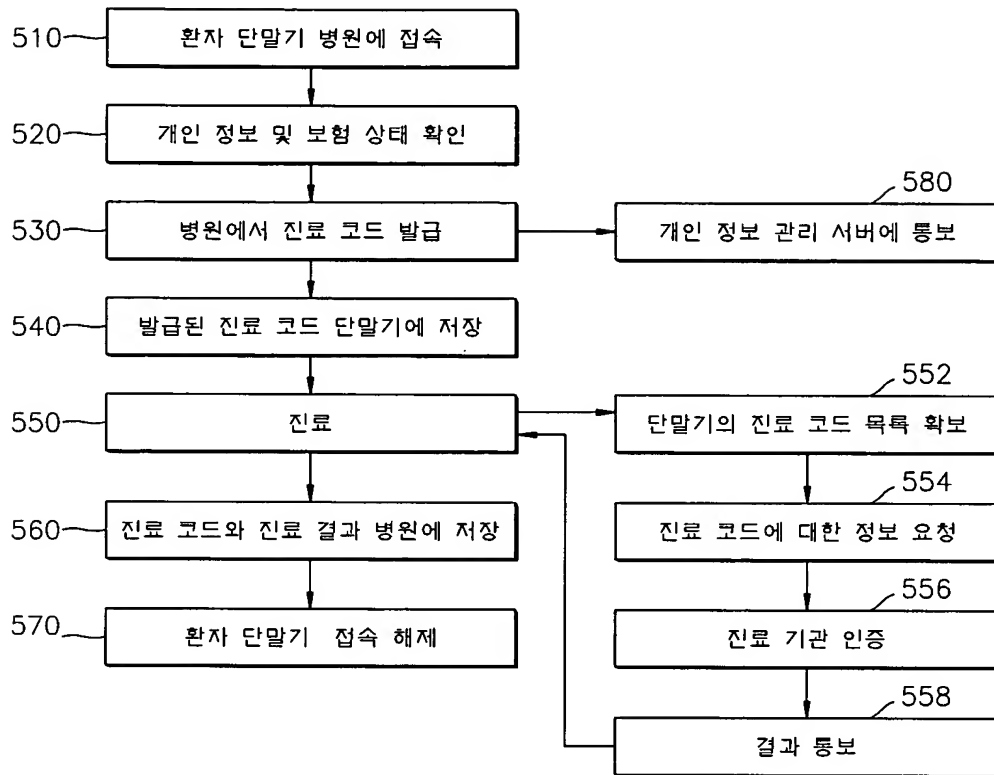 510 환자 단말기 병원에 접속
520 개인 정보 및 보험 상태 확인
580
530 병원에서 진료 코드 발급
개인 정보 관리 서버에 통보
540 발급된 진료 코드 단말기에 저장
552
550 진료
단말기의 진료 코드 목록 확보
554
560 진료 코드와 진료 결과 병원에 저장
진료 코드에 대한 정보 요청
556
570 환자 단말기 접속 해제
진료 기관 인증
558
결과 통보